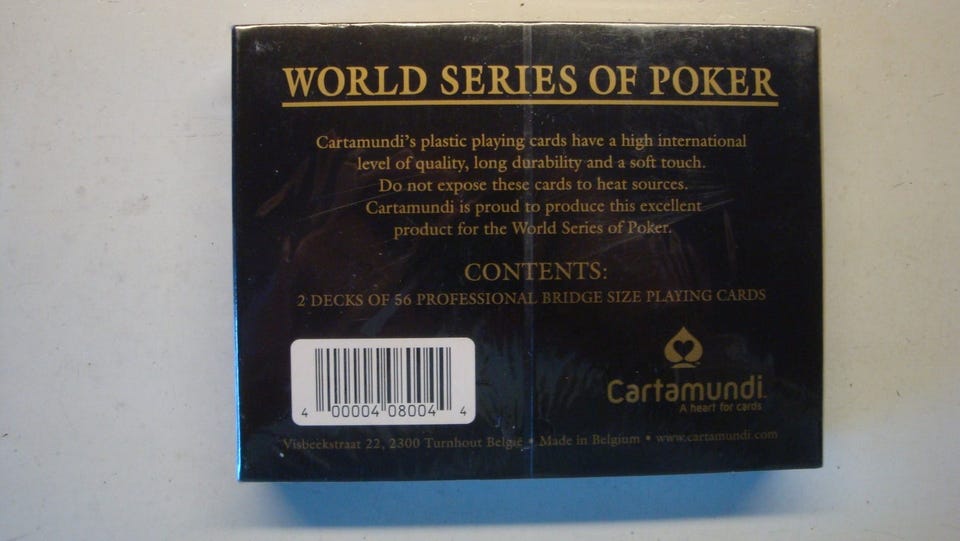 WORLD SERIES OF POKER
Cartamundi's plastic playing cards have a high international
level of quality, long durability and a soft touch.
Do not expose these cards to heat sources.
Cartamundi is proud to produce this excellent
product for the World Series of Poker.
CONTENTS:
2 DECKS OF 56 PROFESSIONAL BRIDGE SIZE PLAYING CARDS
4 00004 08004 4
Cartamundi
A heart for cards
Visbeekstraat 22, 2300 Turnhout België • Made in Belgium • www.cartamundi.com